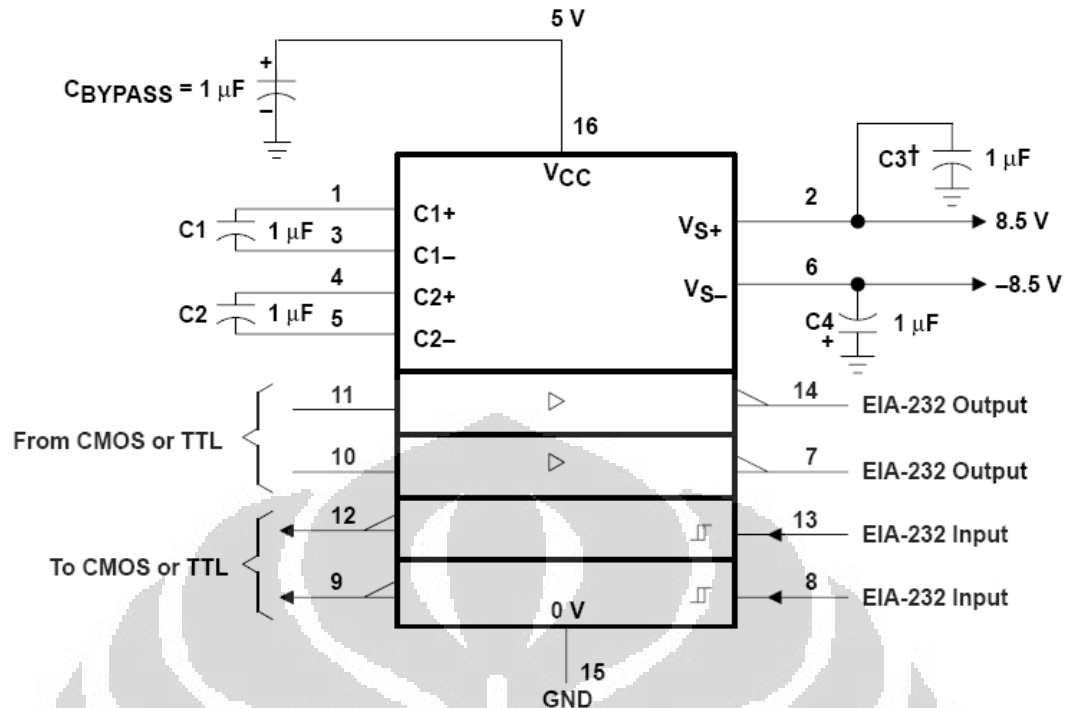 5 V
+
CBYPASS = 1 μF
–
16
VCC
C3†
1 μF
1
C1+
C1
1 μF
3
C1–
2
VS+
8.5 V
4
C2+
C2
1 μF
5
C2–
6
VS–
–8.5 V
C4
+
1 μF
From CMOS or TTL
11
14
EIA-232 Output
10
7
EIA-232 Output
To CMOS or TTL
12
13
EIA-232 Input
9
8
EIA-232 Input
0 V
15
GND